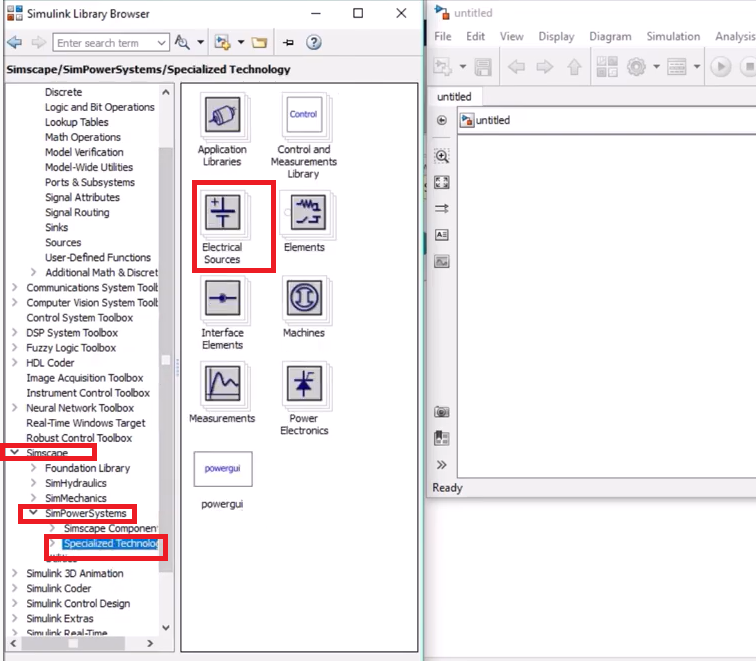 Simulink Library Browser
Enter search term
Simscape/SimPowerSystems/Specialized Technology
Discrete
Logic and Bit Operations
Lookup Tables
Math Operations
Model Verification
Model-Wide Utilities
Ports & Subsystems
Signal Attributes
Signal Routing
Sinks
Sources
User-Defined Functions
Additional Math & Discret
Communications System Toolb
Computer Vision System Toolb
Control System Toolbox
DSP System Toolbox
Fuzzy Logic Toolbox
HDL Coder
Image Acquisition Toolbox
Instrument Control Toolbox
Neural Network Toolbox
Real-Time Windows Target
Robust Control Toolbox
Simscape
Foundation Library
SimHydraulics
SimMechanics
SimPowerSystems
Simscape Componen
Specialized Technolog
Utilities
Simulink 3D Animation
Simulink Coder
Simulink Control Design
Simulink Extras
Simulink Real-Time
Application
Libraries
Control
Control and
Measurements
Library
Electrical
Sources
Elements
Interface
Elements
Machines
Measurements
Power
Electronics
powergui
powergui
untitled
File Edit View Display Diagram Simulation Analysis
untitled
untitled
Ready